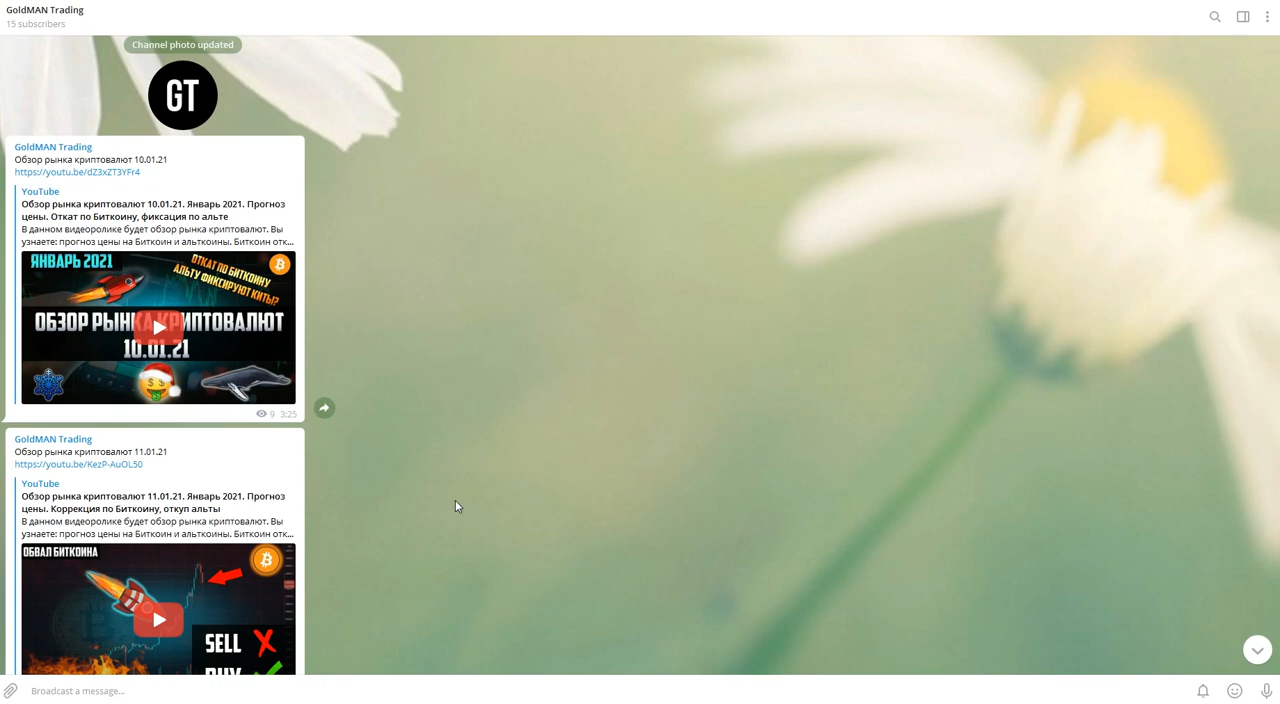 GoldMAN Trading
15 subscribers
Channel photo updated
GT
GoldMAN Trading
Обзор рынка криптовалют 10.01.21
https://youtu.be/dZ3xZT3YFr4
YouTube
Обзор рынка криптовалют 10.01.21. Январь 2021. Прогноз
цены. Откат по Биткоину, фиксация по альте
В данном видеоролике будет обзор рынка криптовалют. Вы
узнаете: прогноз цены на Биткоин и альткоины. Биткоин отк...
ЯНВАРЬ 2021
ОТКАТ ПО БИТКОИНУ
АЛЬТУ ФИКСИРУЮТ КИТЫ?
ОБЗОР РЫНКА КРИПТОВАЛЮТ
10.01.21
9 3:25
GoldMAN Trading
Обзор рынка криптовалют 11.01.21
https://youtu.be/KezP-AuOL50
YouTube
Обзор рынка криптовалют 11.01.21. Январь 2021. Прогноз
цены. Коррекция по Биткоину, откуп альты
В данном видеоролике будет обзор рынка криптовалют. Вы
узнаете: прогноз цены на Биткоин и альткоины. Биткоин отк...
ОБВАЛ БИТКОИНА
SELL
BUY
Broadcast a message...